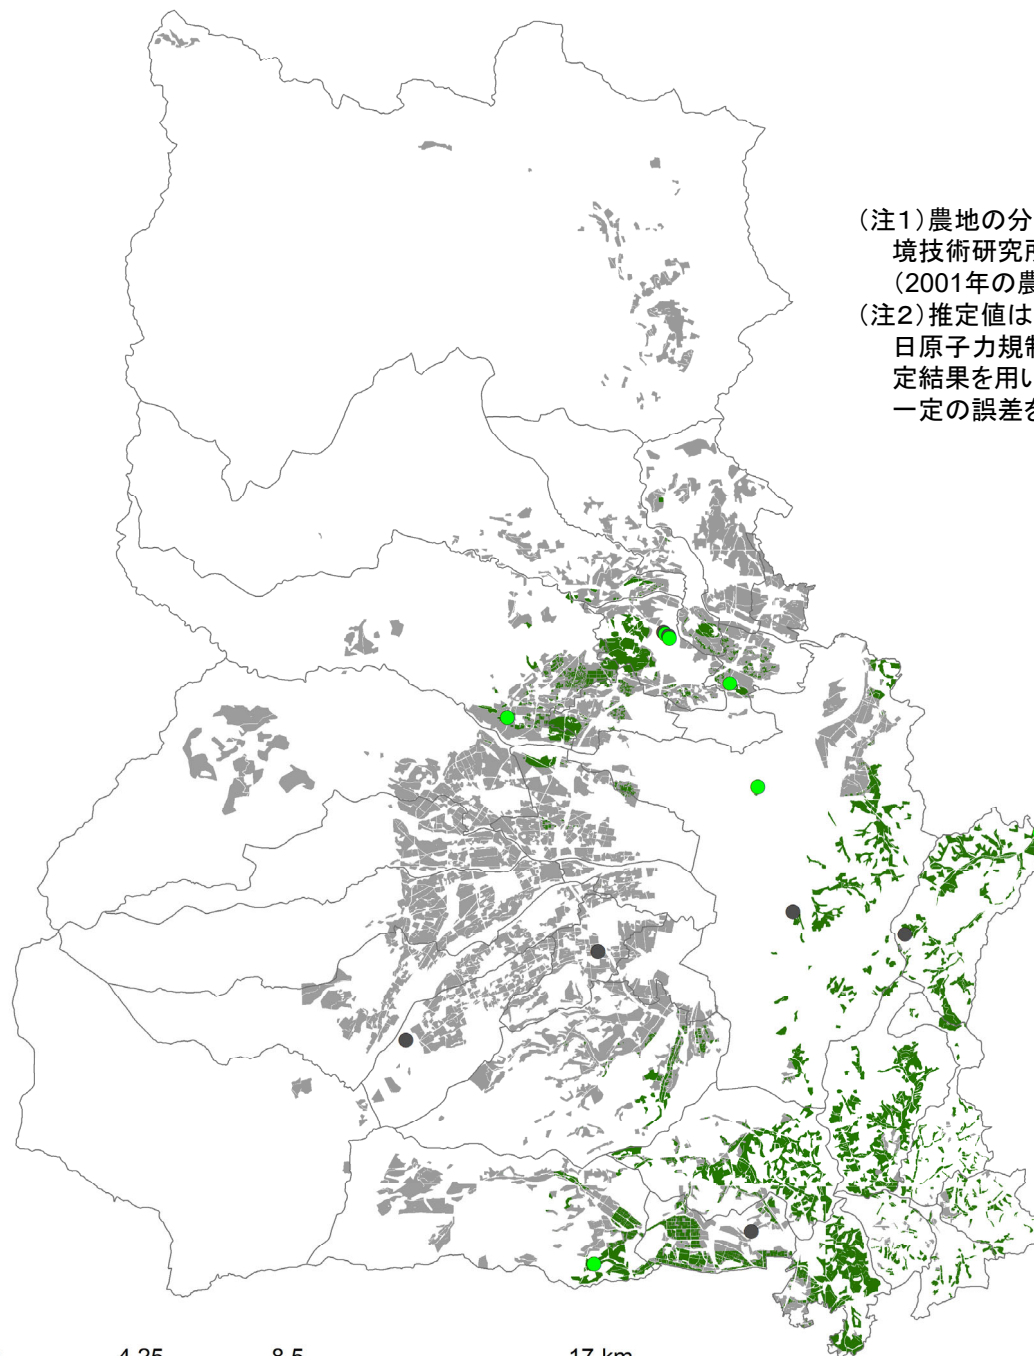 （注1）農地の分
境技術研究所
（2001年の農
（注2）推定値は
日原子力規制
定結果を用い
一定の誤差を
4.25 8.5 17 km